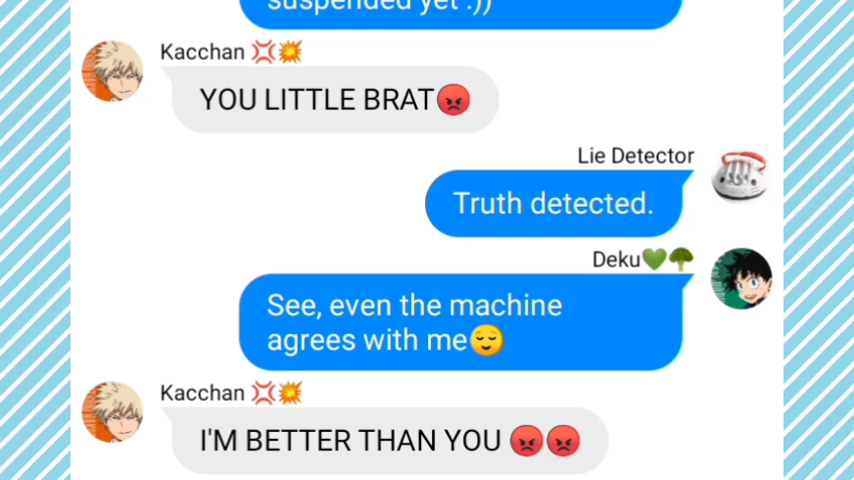 suspended yet :))
Kacchan 💢💥
YOU LITTLE BRAT😡
Lie Detector
Truth detected.
Deku💚🥦
See, even the machine
agrees with me😌
Kacchan 💢💥
I'M BETTER THAN YOU 😡😡